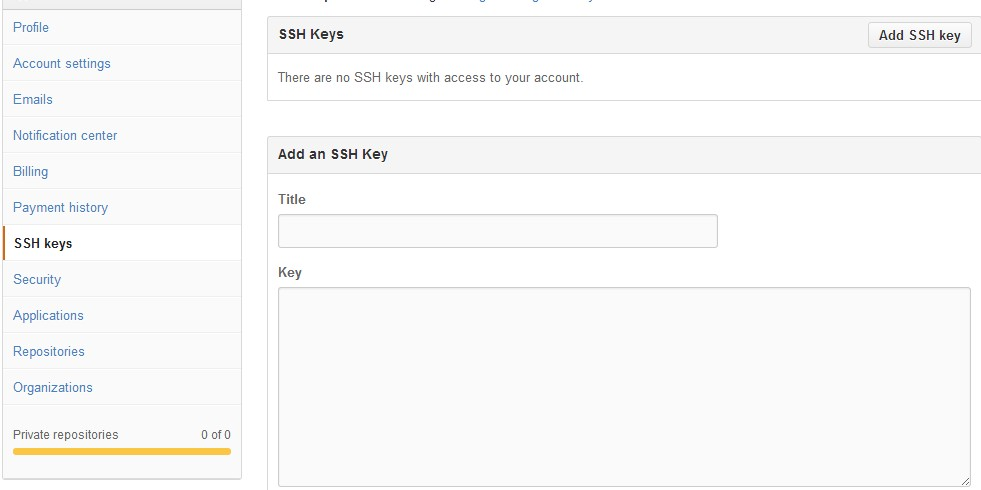 Profile
Account settings
Emails
Notification center
Billing
Payment history
SSH keys
Security
Applications
Repositories
Organizations
Private repositories 0 of 0
SSH Keys Add SSH key
There are no SSH keys with access to your account.
Add an SSH Key
Title
Key